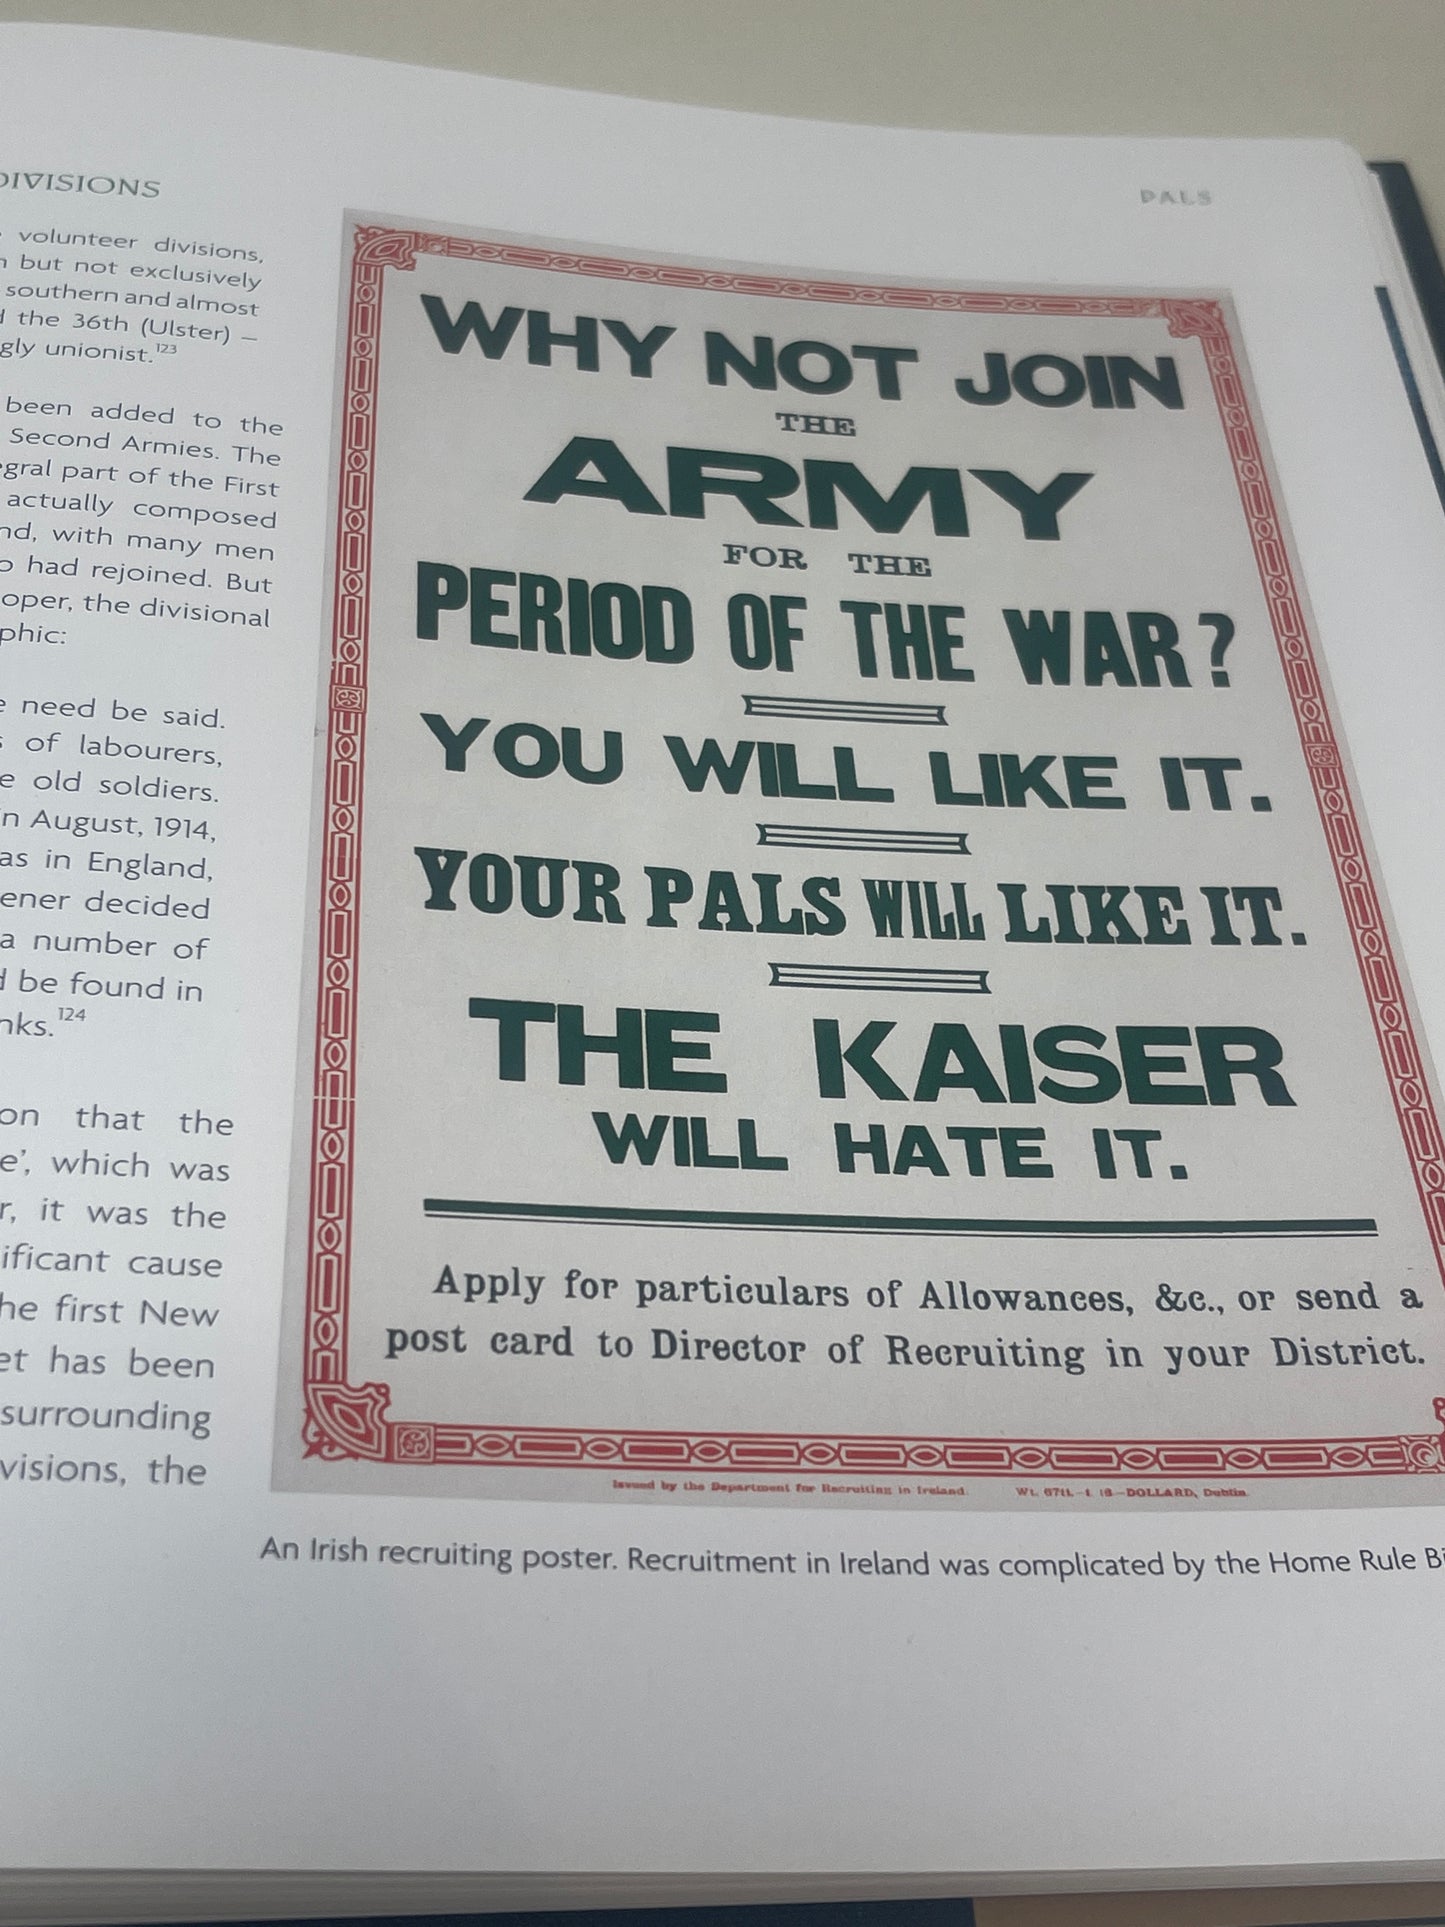 DIVISIONS
volunteer divisions,
but not exclusively
southern and almost
the 36th (Ulster) –
gly unionist.123
been added to the
Second Armies. The
egral part of the First
actually composed
nd, with many men
had rejoined. But
oper, the divisional
phic:
need be said.
of labourers,
old soldiers.
n August, 1914,
as in England,
ener decided
a number of
be found in
nks.124
on that the
e’, which was
r, it was the
ificant cause
he first New
et has been
surrounding
visions, the
PALS
WHY NOT JOIN
THE
ARMY
FOR THE
PERIOD OF THE WAR?
YOU WILL LIKE IT.
YOUR PALS WILL LIKE IT.
THE KAISER
WILL HATE IT.
Apply for particulars of Allowances, &c., or send a
post card to Director of Recruiting in your District.
Issued by the Department for Recruiting in Ireland. Wt. DOLLARD, Dublin.
An Irish recruiting poster. Recruitment in Ireland was complicated by the Home Rule Bi